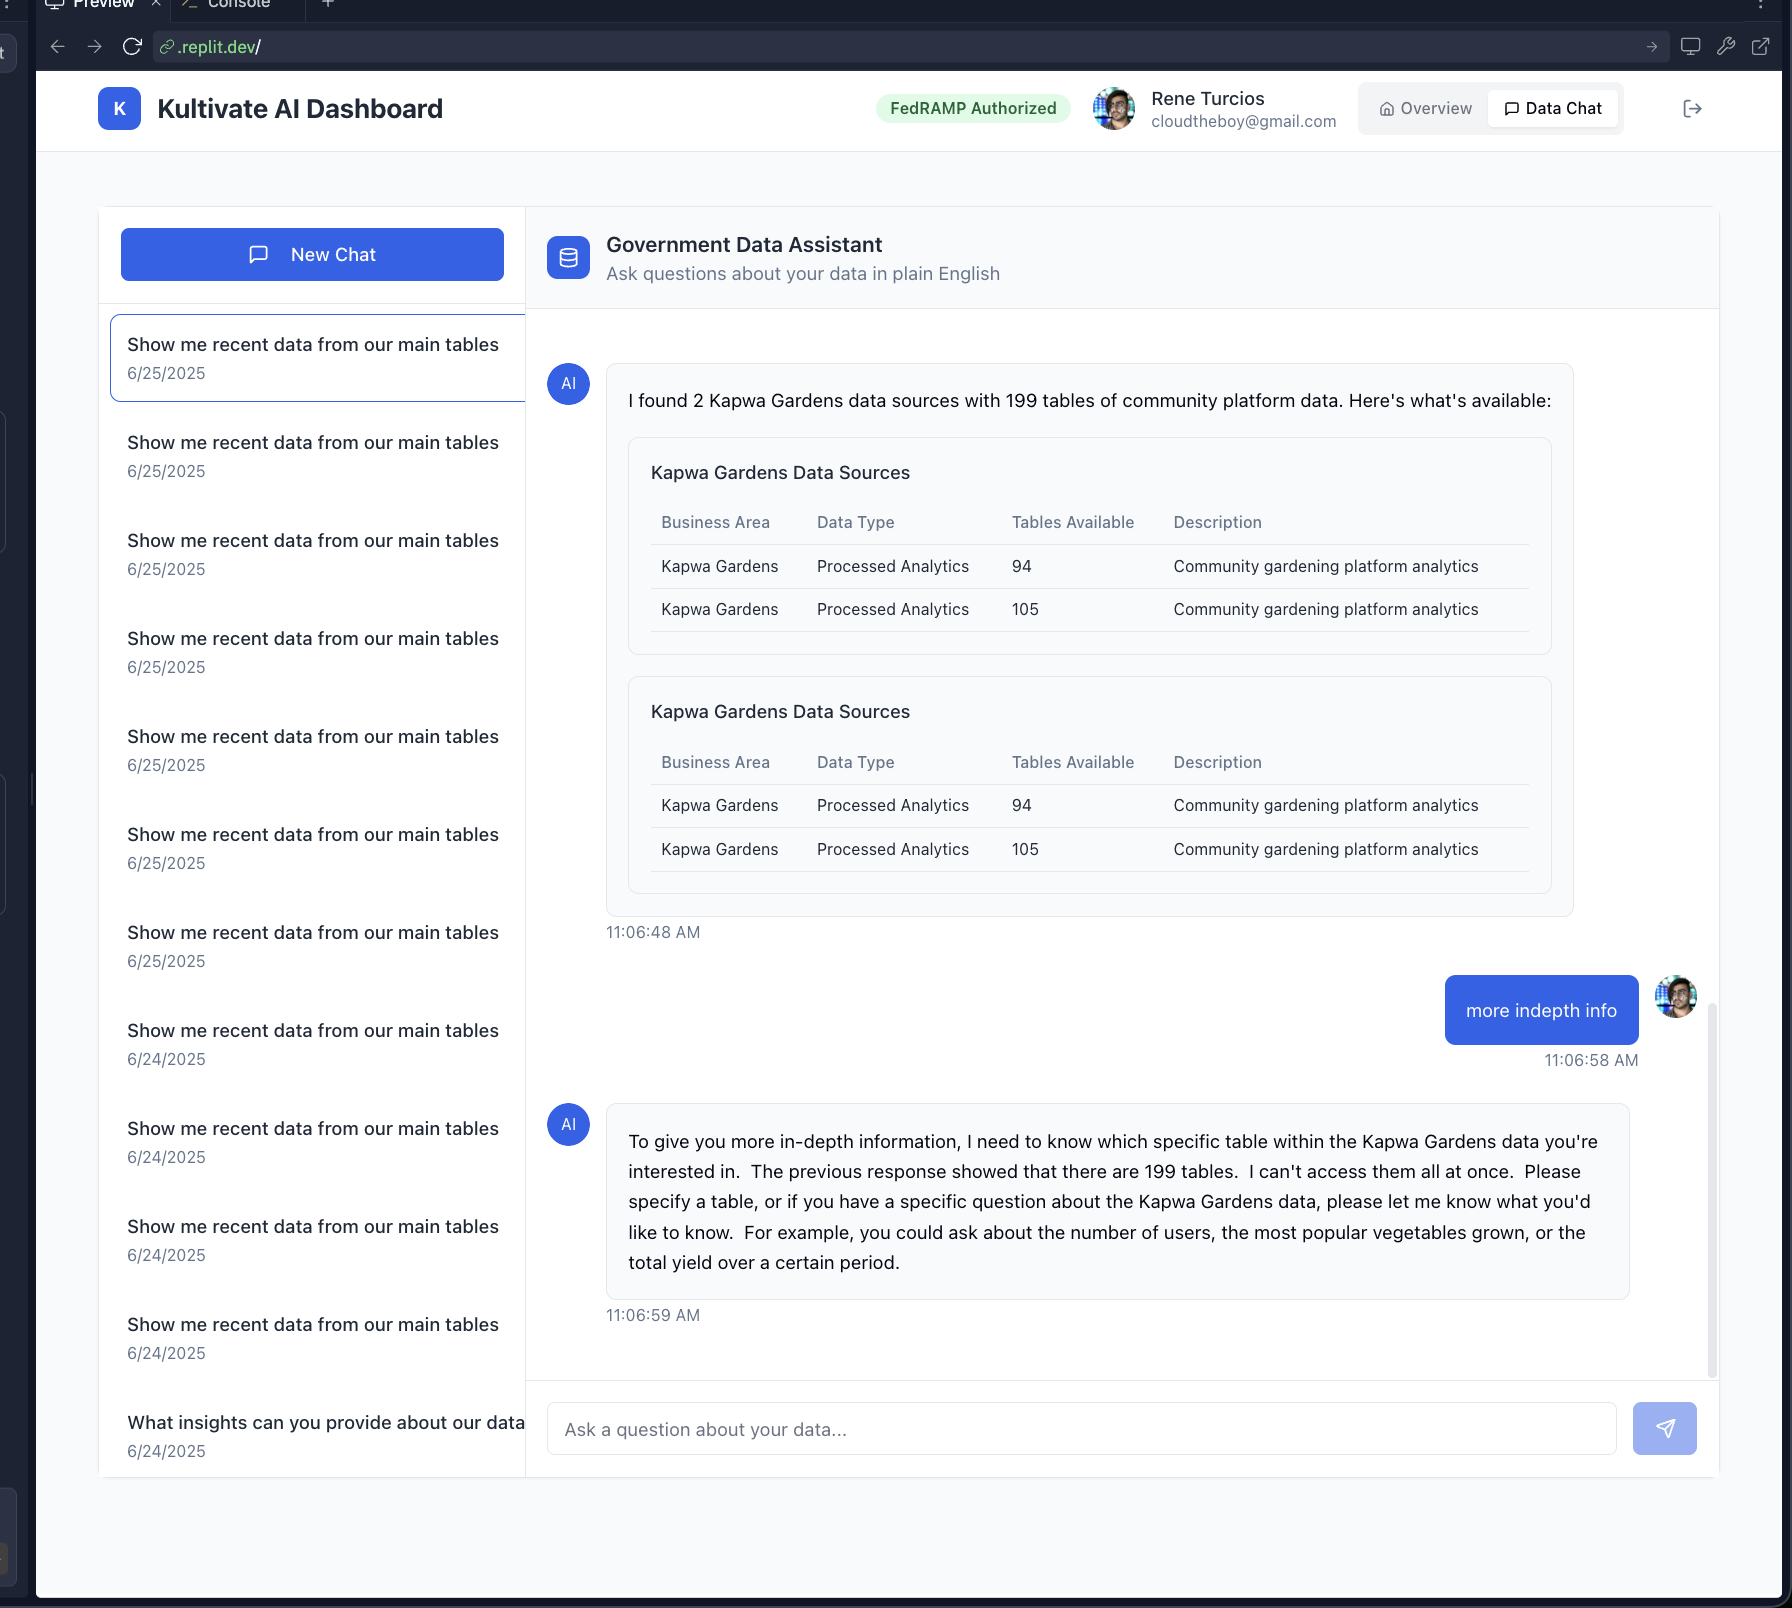 Preview
Console
.replit.dev/
K
Kultivate AI Dashboard
FedRAMP Authorized
Rene Turcios
cloudtheboy@gmail.com
Overview
Data Chat
New Chat
Show me recent data from our main tables
6/25/2025
Show me recent data from our main tables
6/25/2025
Show me recent data from our main tables
6/25/2025
Show me recent data from our main tables
6/25/2025
Show me recent data from our main tables
6/25/2025
Show me recent data from our main tables
6/25/2025
Show me recent data from our main tables
6/25/2025
Show me recent data from our main tables
6/24/2025
Show me recent data from our main tables
6/24/2025
Show me recent data from our main tables
6/24/2025
Show me recent data from our main tables
6/24/2025
What insights can you provide about our data
6/24/2025
Government Data Assistant
Ask questions about your data in plain English
AI
I found 2 Kapwa Gardens data sources with 199 tables of community platform data. Here's what's available:
Kapwa Gardens Data Sources
Business Area Data Type Tables Available Description
Kapwa Gardens Processed Analytics 94 Community gardening platform analytics
Kapwa Gardens Processed Analytics 105 Community gardening platform analytics
Kapwa Gardens Data Sources
Business Area Data Type Tables Available Description
Kapwa Gardens Processed Analytics 94 Community gardening platform analytics
Kapwa Gardens Processed Analytics 105 Community gardening platform analytics
11:06:48 AM
more indepth info
11:06:58 AM
AI
To give you more in-depth information, I need to know which specific table within the Kapwa Gardens data you're
interested in.  The previous response showed that there are 199 tables.  I can't access them all at once.  Please
specify a table, or if you have a specific question about the Kapwa Gardens data, please let me know what you'd
like to know.  For example, you could ask about the number of users, the most popular vegetables grown, or the
total yield over a certain period.
11:06:59 AM
Ask a question about your data...